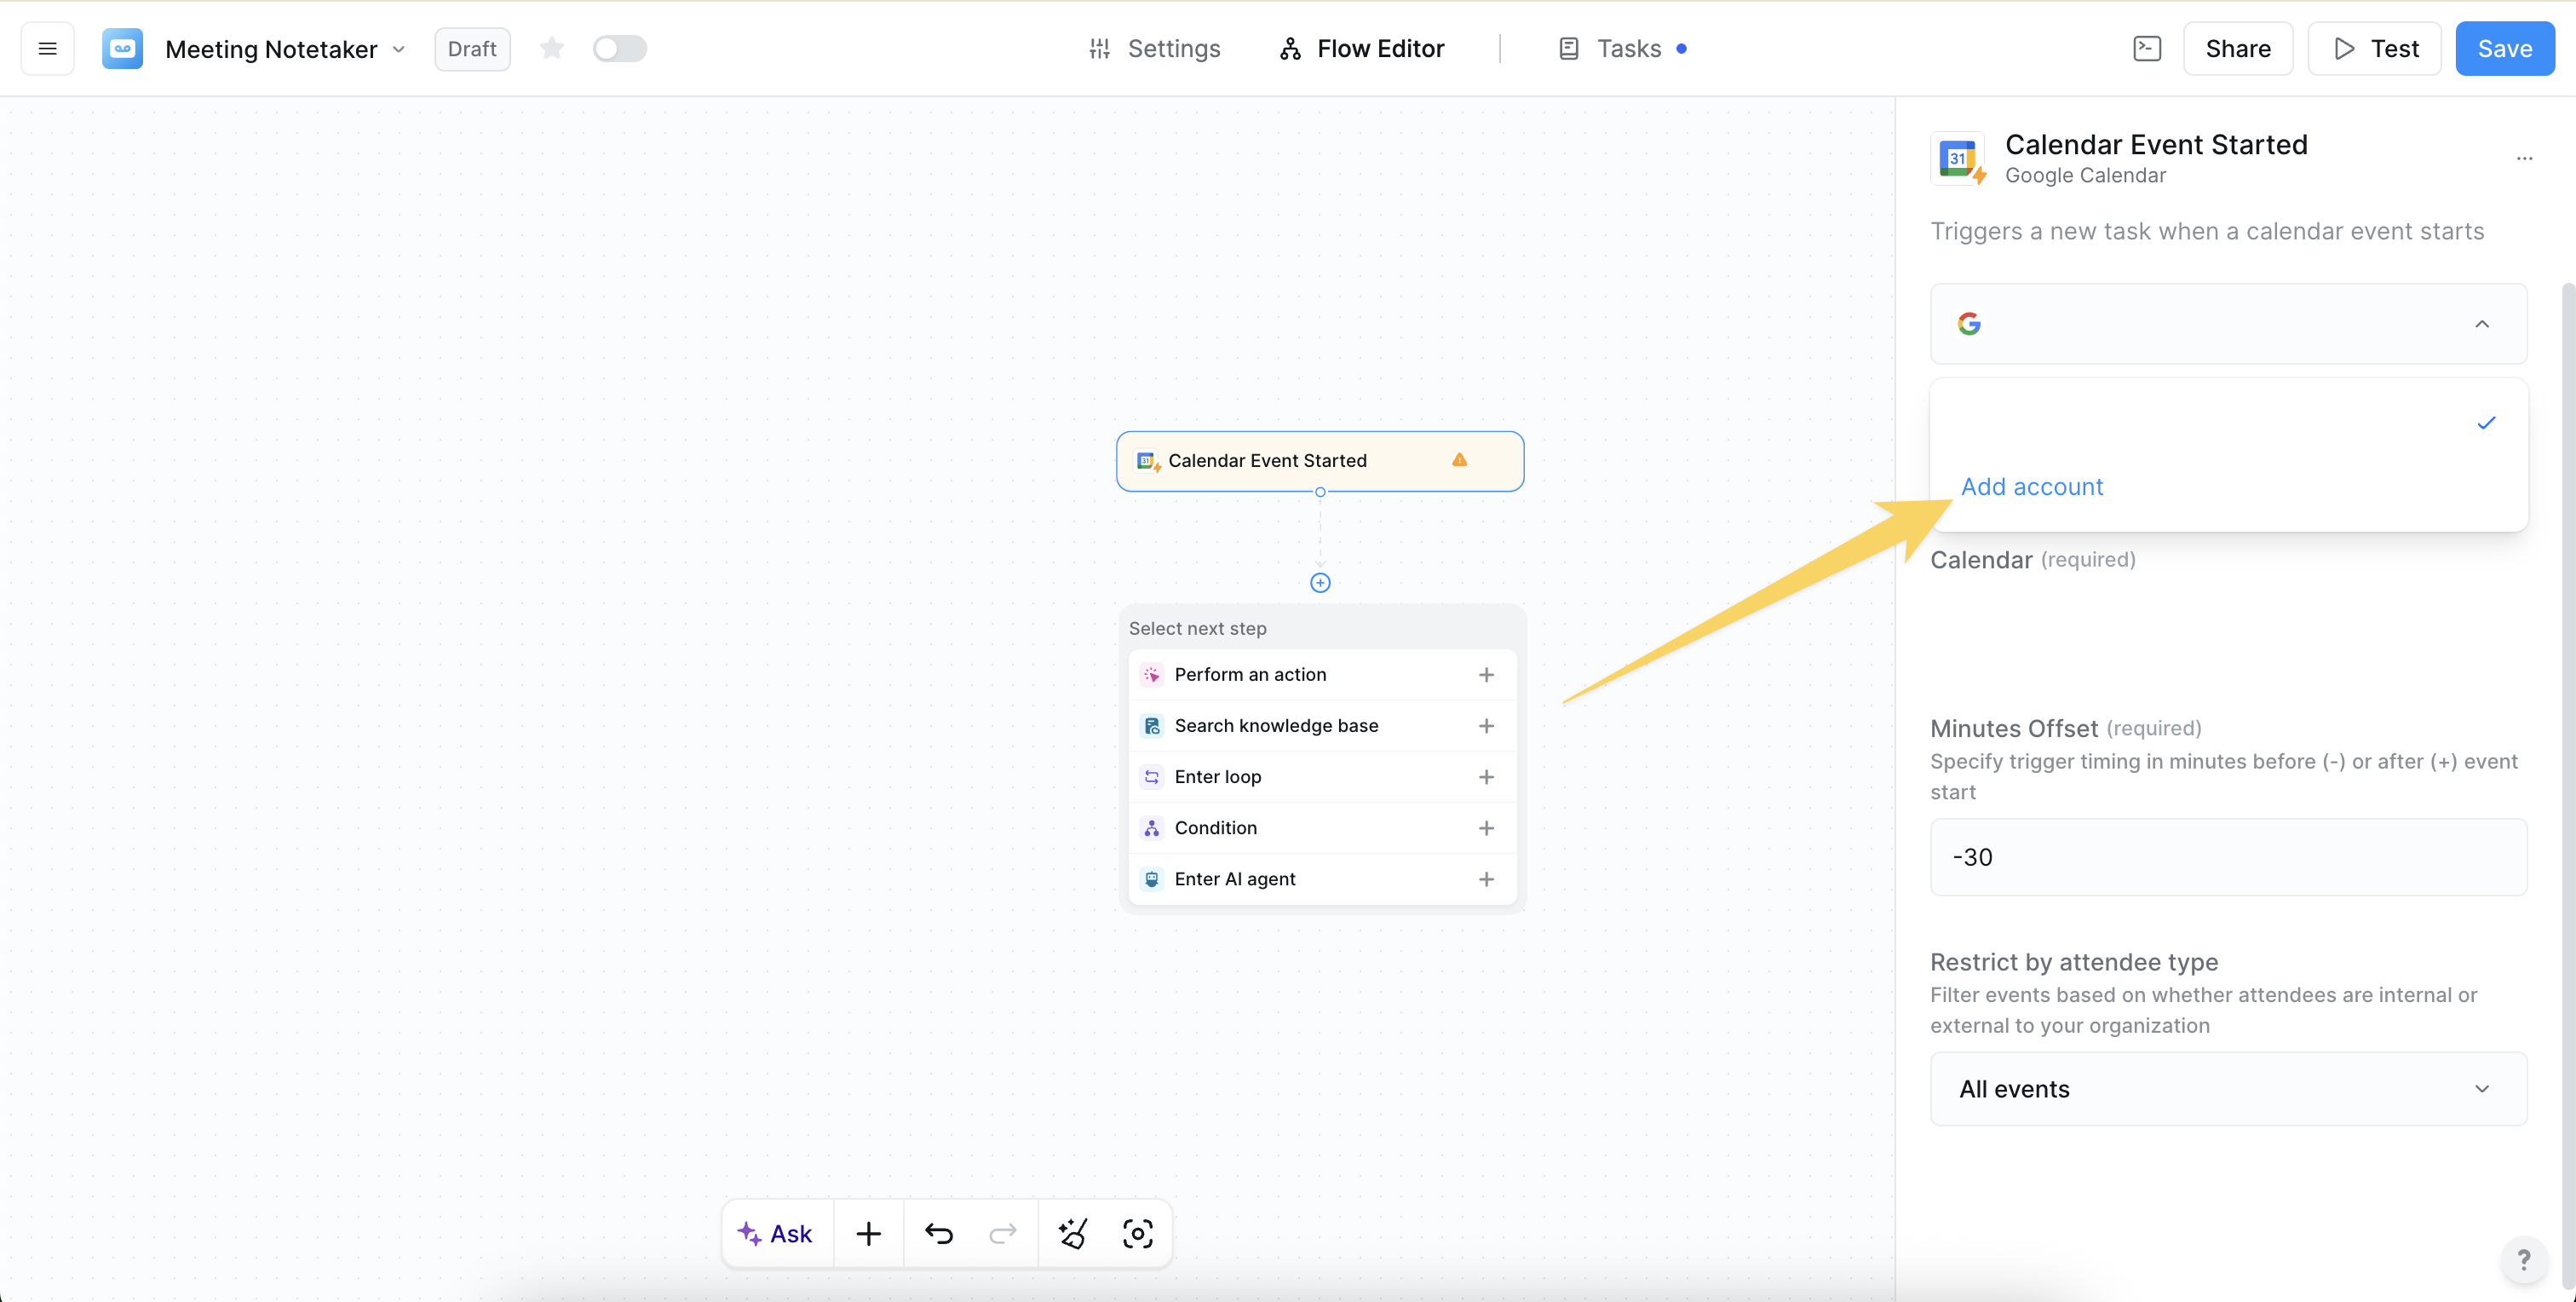 Meeting Notetaker
Draft
Settings
Flow Editor
Tasks
Share
Test
Save
31
Calendar Event Started
Google Calendar
Triggers a new task when a calendar event starts
Add account
Calendar (required)
Minutes Offset (required)
Specify trigger timing in minutes before (-) or after (+) event
start
-30
Restrict by attendee type
Filter events based on whether attendees are internal or
external to your organization
All events
31
Calendar Event Started
Select next step
Perform an action
Search knowledge base
Enter loop
Condition
Enter AI agent
Ask
?